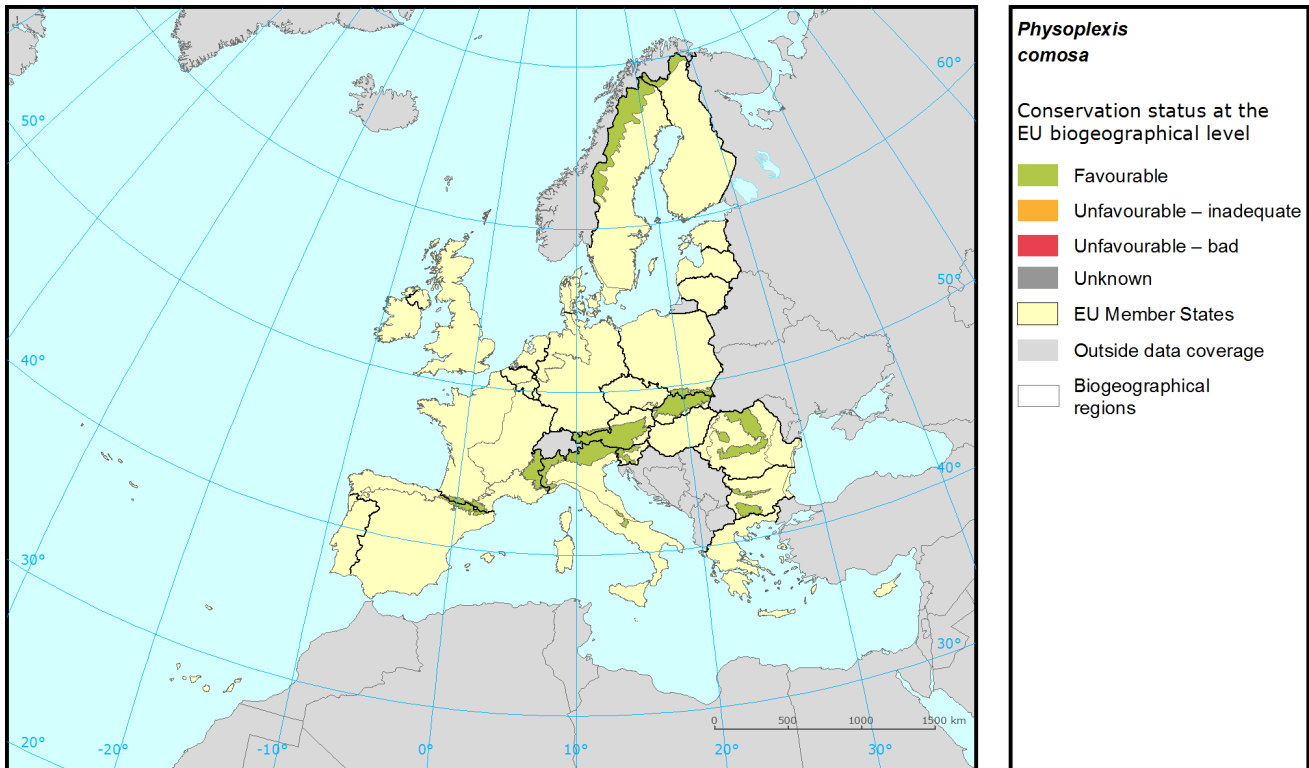 Physoplexis
comosa
Conservation status at the
EU biogeographical level
Favourable
Unfavourable – inadequate
Unfavourable – bad
Unknown
EU Member States
Outside data coverage
Biogeographical
regions
60°
50°
50°
40°
40°
30°
30°
0 500 1000 1500 km
20° -20° -10° 0° 10° 20° 30°